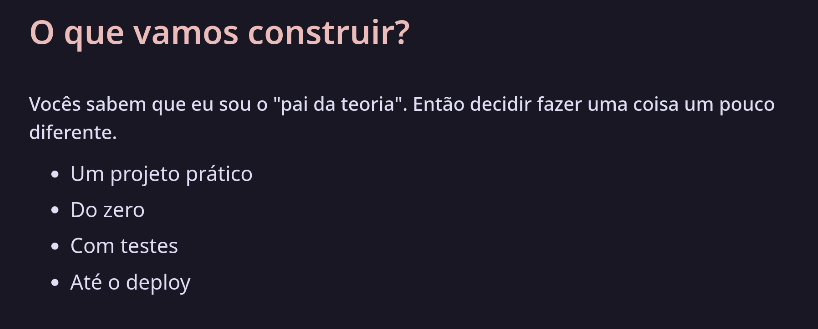 O que vamos construir?
Vocês sabem que eu sou o "pai da teoria". Então decidir fazer uma coisa um pouco
diferente.
• Um projeto prático
• Do zero
• Com testes
• Até o deploy